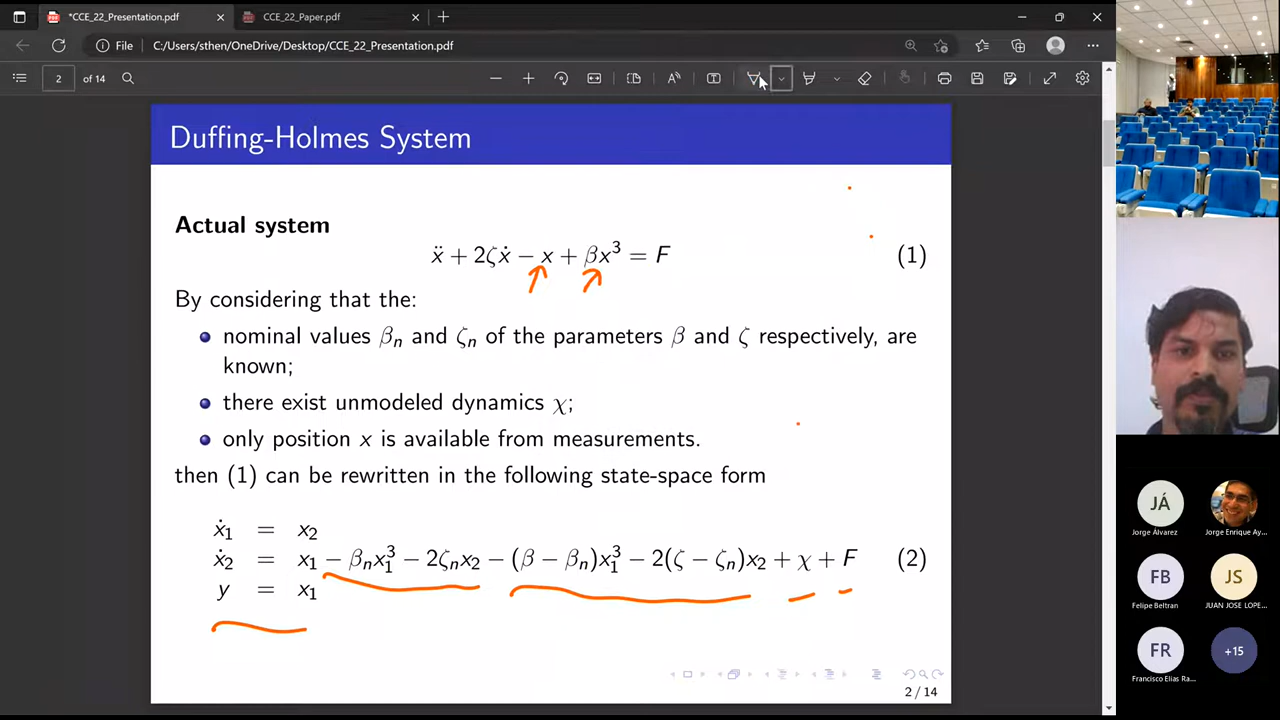 *CCE_22_Presentation.pdf
CCE_22_Paper.pdf
File
C:/Users/sthen/OneDrive/Desktop/CCE_22_Presentation.pdf
2 of 14
Duffing-Holmes System
Actual system
ẍ + 2ζẋ − x + βx³ = F (1)
By considering that the:
nominal values βₙ and ζₙ of the parameters β and ζ respectively, are
known;
there exist unmodeled dynamics χ;
only position x is available from measurements.
then (1) can be rewritten in the following state-space form
ẋ₁ = x₂
ẋ₂ = x₁ − βₙx₁³ − 2ζₙx₂ − (β − βₙ)x₁³ − 2(ζ − ζₙ)x₂ + χ + F (2)
y = x₁
2 / 14
JÁ
Jorge Álvarez
Jorge Enrique Ay...
FB
Felipe Beltran
JS
JUAN JOSE LOPE...
FR
Francisco Elias Ra...
+15